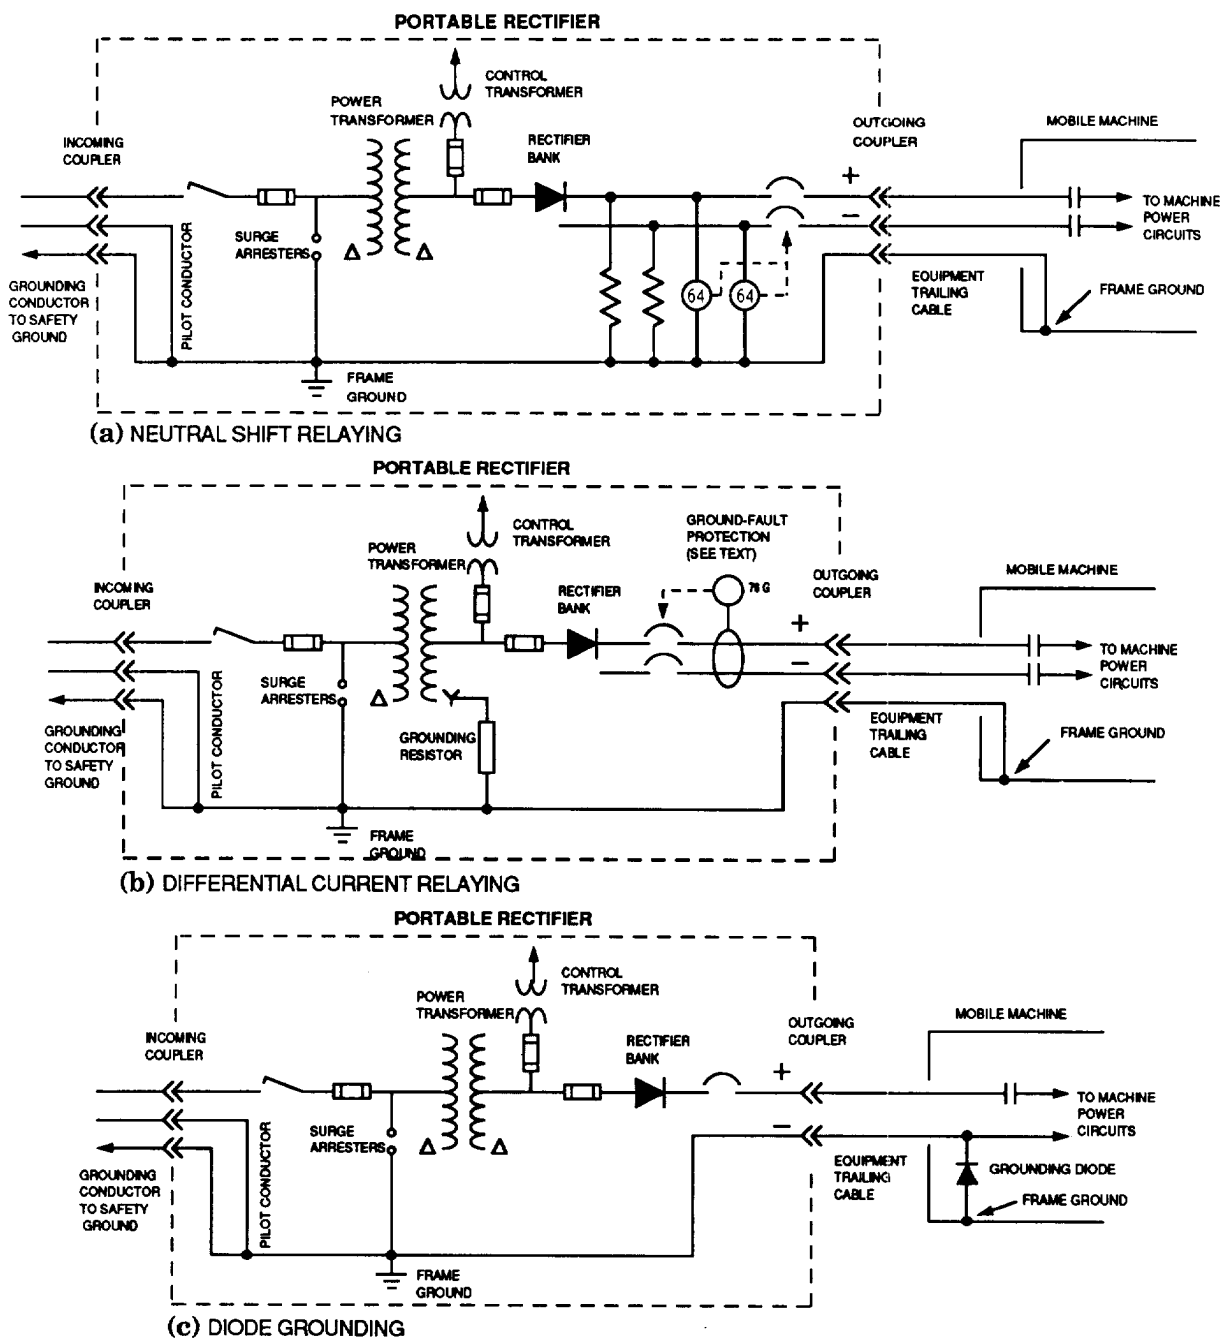 PORTABLE RECTIFIER
CONTROL
TRANSFORMER
POWER
TRANSFORMER
RECTIFIER
BANK
OUTGOING
COUPLER
MOBILE MACHINE
INCOMING
COUPLER
+
−
TO MACHINE
POWER
CIRCUITS
PILOT CONDUCTOR
SURGE
ARRESTERS
Δ Δ
64 64
GROUNDING
CONDUCTOR
TO SAFETY
GROUND
EQUIPMENT
TRAILING
CABLE
FRAME GROUND
FRAME
GROUND
(a) NEUTRAL SHIFT RELAYING
PORTABLE RECTIFIER
CONTROL
TRANSFORMER
GROUND-FAULT
PROTECTION
(SEE TEXT)
POWER
TRANSFORMER
76 G
RECTIFIER
BANK
OUTGOING
COUPLER
MOBILE MACHINE
INCOMING
COUPLER
+
−
TO MACHINE
POWER
CIRCUITS
PILOT CONDUCTOR
SURGE
ARRESTERS
Δ Y
GROUNDING
RESISTOR
GROUNDING
CONDUCTOR
TO SAFETY
GROUND
EQUIPMENT
TRAILING
CABLE
FRAME GROUND
FRAME
GROUND
(b) DIFFERENTIAL CURRENT RELAYING
PORTABLE RECTIFIER
CONTROL
TRANSFORMER
POWER
TRANSFORMER
RECTIFIER
BANK
OUTGOING
COUPLER
MOBILE MACHINE
INCOMING
COUPLER
+
−
TO MACHINE
POWER
CIRCUITS
PILOT CONDUCTOR
SURGE
ARRESTERS
Δ Δ
GROUNDING
CONDUCTOR
TO SAFETY
GROUND
EQUIPMENT
TRAILING
CABLE
GROUNDING DIODE
FRAME GROUND
FRAME
GROUND
(c) DIODE GROUNDING